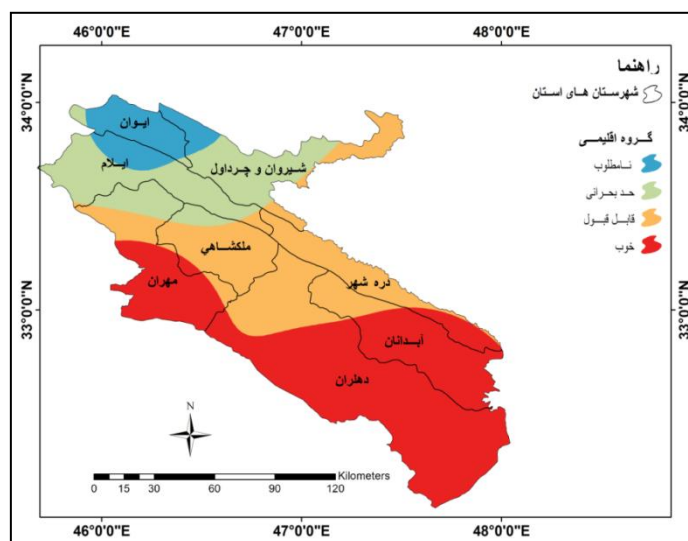 46°0'0"E 47°0'0"E 48°0'0"E
34°0'0"N
33°0'0"N
34°0'0"N
33°0'0"N
راهنما
شهرستان های استان
گروه اقلیمی
نامطلوب
حد بحرانی
قابل قبول
خوب
ایوان
ایلام
شیروان و چرداول
ملکشاهي
مهران
دره شهر
آبدانان
دهلران
N
Kilometers
0 15 30 60 90 120
46°0'0"E 47°0'0"E 48°0'0"E